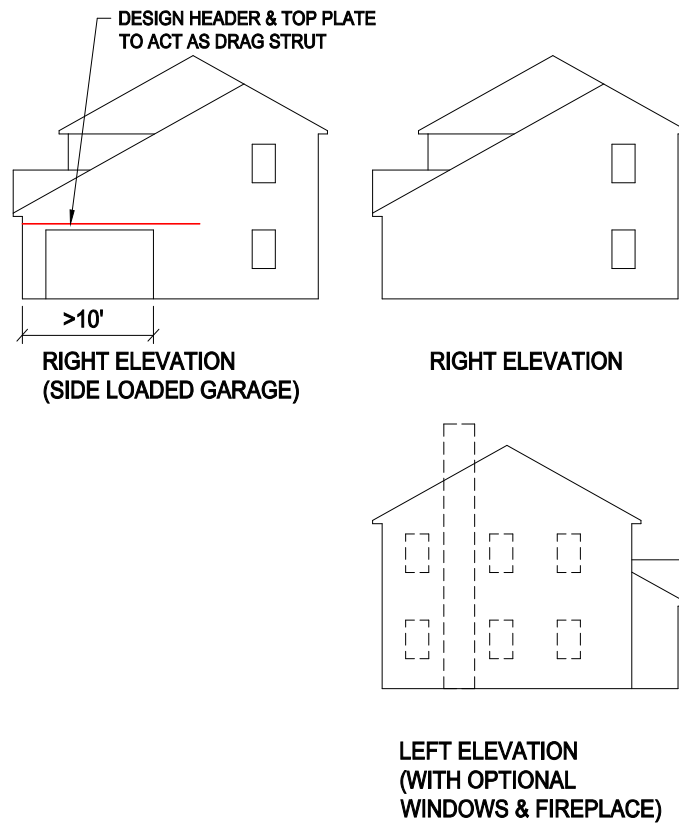 DESIGN HEADER & TOP PLATE
TO ACT AS DRAG STRUT
>10'
RIGHT ELEVATION
(SIDE LOADED GARAGE)
RIGHT ELEVATION
LEFT ELEVATION
(WITH OPTIONAL
WINDOWS & FIREPLACE)